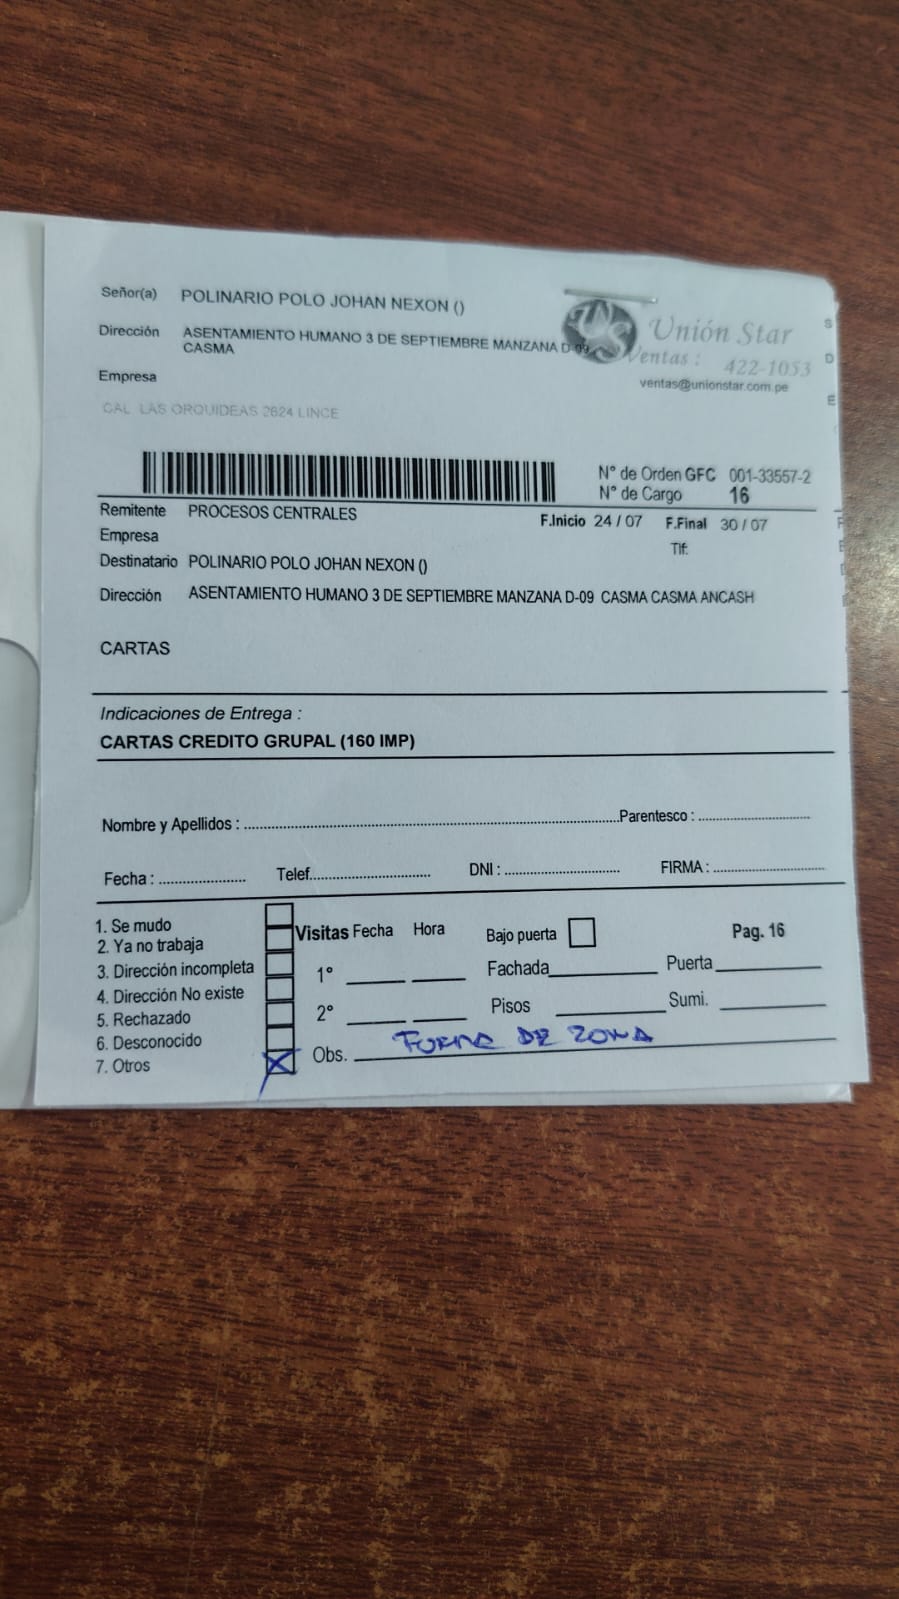 Señor(a) POLINARIO POLO JOHAN NEXON ()
Dirección ASENTAMIENTO HUMANO 3 DE SEPTIEMBRE MANZANA D-09
CASMA
Unión Star
Ventas : 422-1053
ventas@unionstar.com.pe
Empresa
CAL. LAS ORQUIDEAS 2624 LINCE
N° de Orden GFC 001-33557-2
N° de Cargo 16
Remitente PROCESOS CENTRALES
F.Inicio 24 / 07 F.Final 30 / 07
Empresa
Tlf:
Destinatario POLINARIO POLO JOHAN NEXON ()
Dirección ASENTAMIENTO HUMANO 3 DE SEPTIEMBRE MANZANA D-09 CASMA CASMA ANCASH
CARTAS
Indicaciones de Entrega :
CARTAS CREDITO GRUPAL (160 IMP)
Nombre y Apellidos : Parentesco :
Fecha : Telef. DNI : FIRMA :
1. Se mudo
2. Ya no trabaja
3. Dirección incompleta
4. Dirección No existe
5. Rechazado
6. Desconocido
7. Otros X
Visitas Fecha Hora Bajo puerta Pag. 16
1° Fachada Puerta
2° Pisos Sumi.
Obs. FUERA DE ZONA